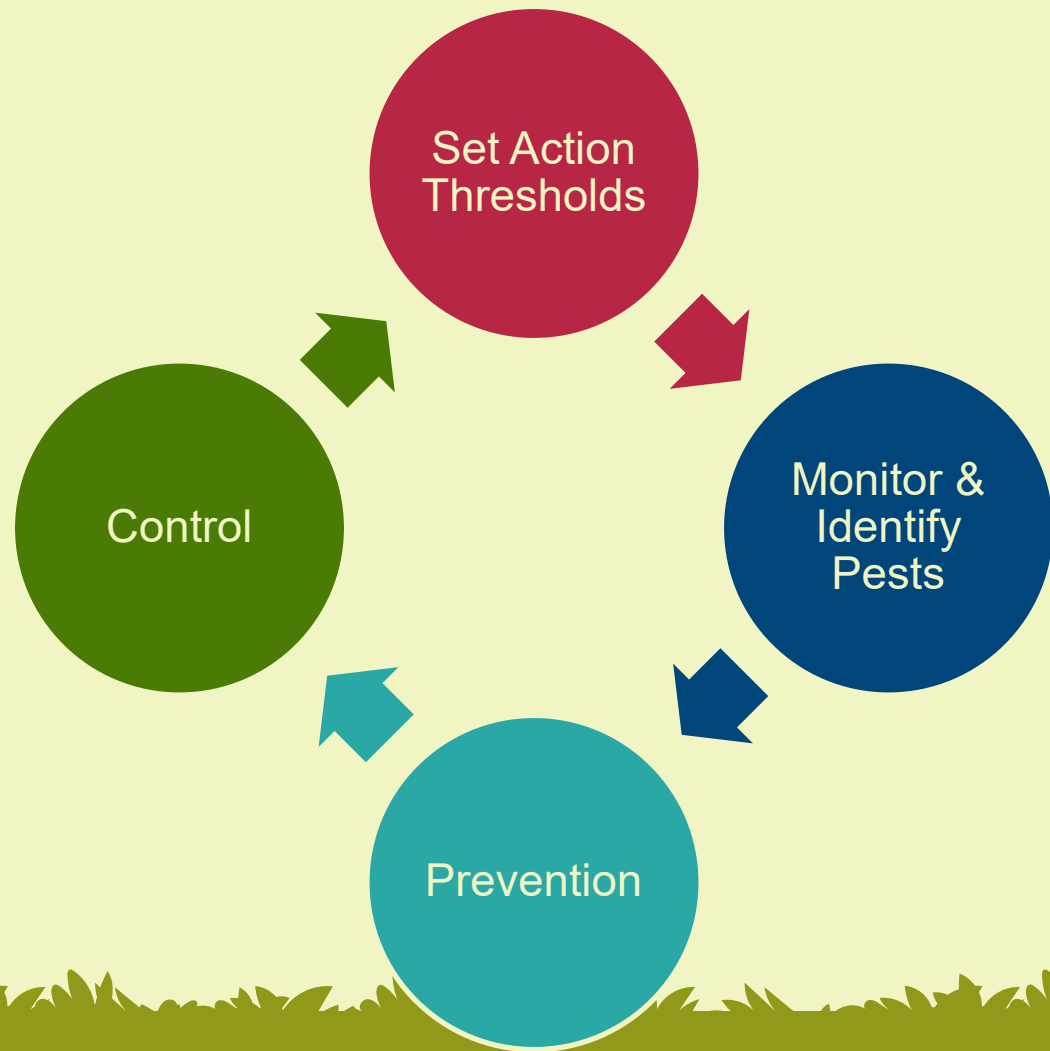 Set Action
Thresholds
Monitor &
Identify
Pests
Control
Prevention